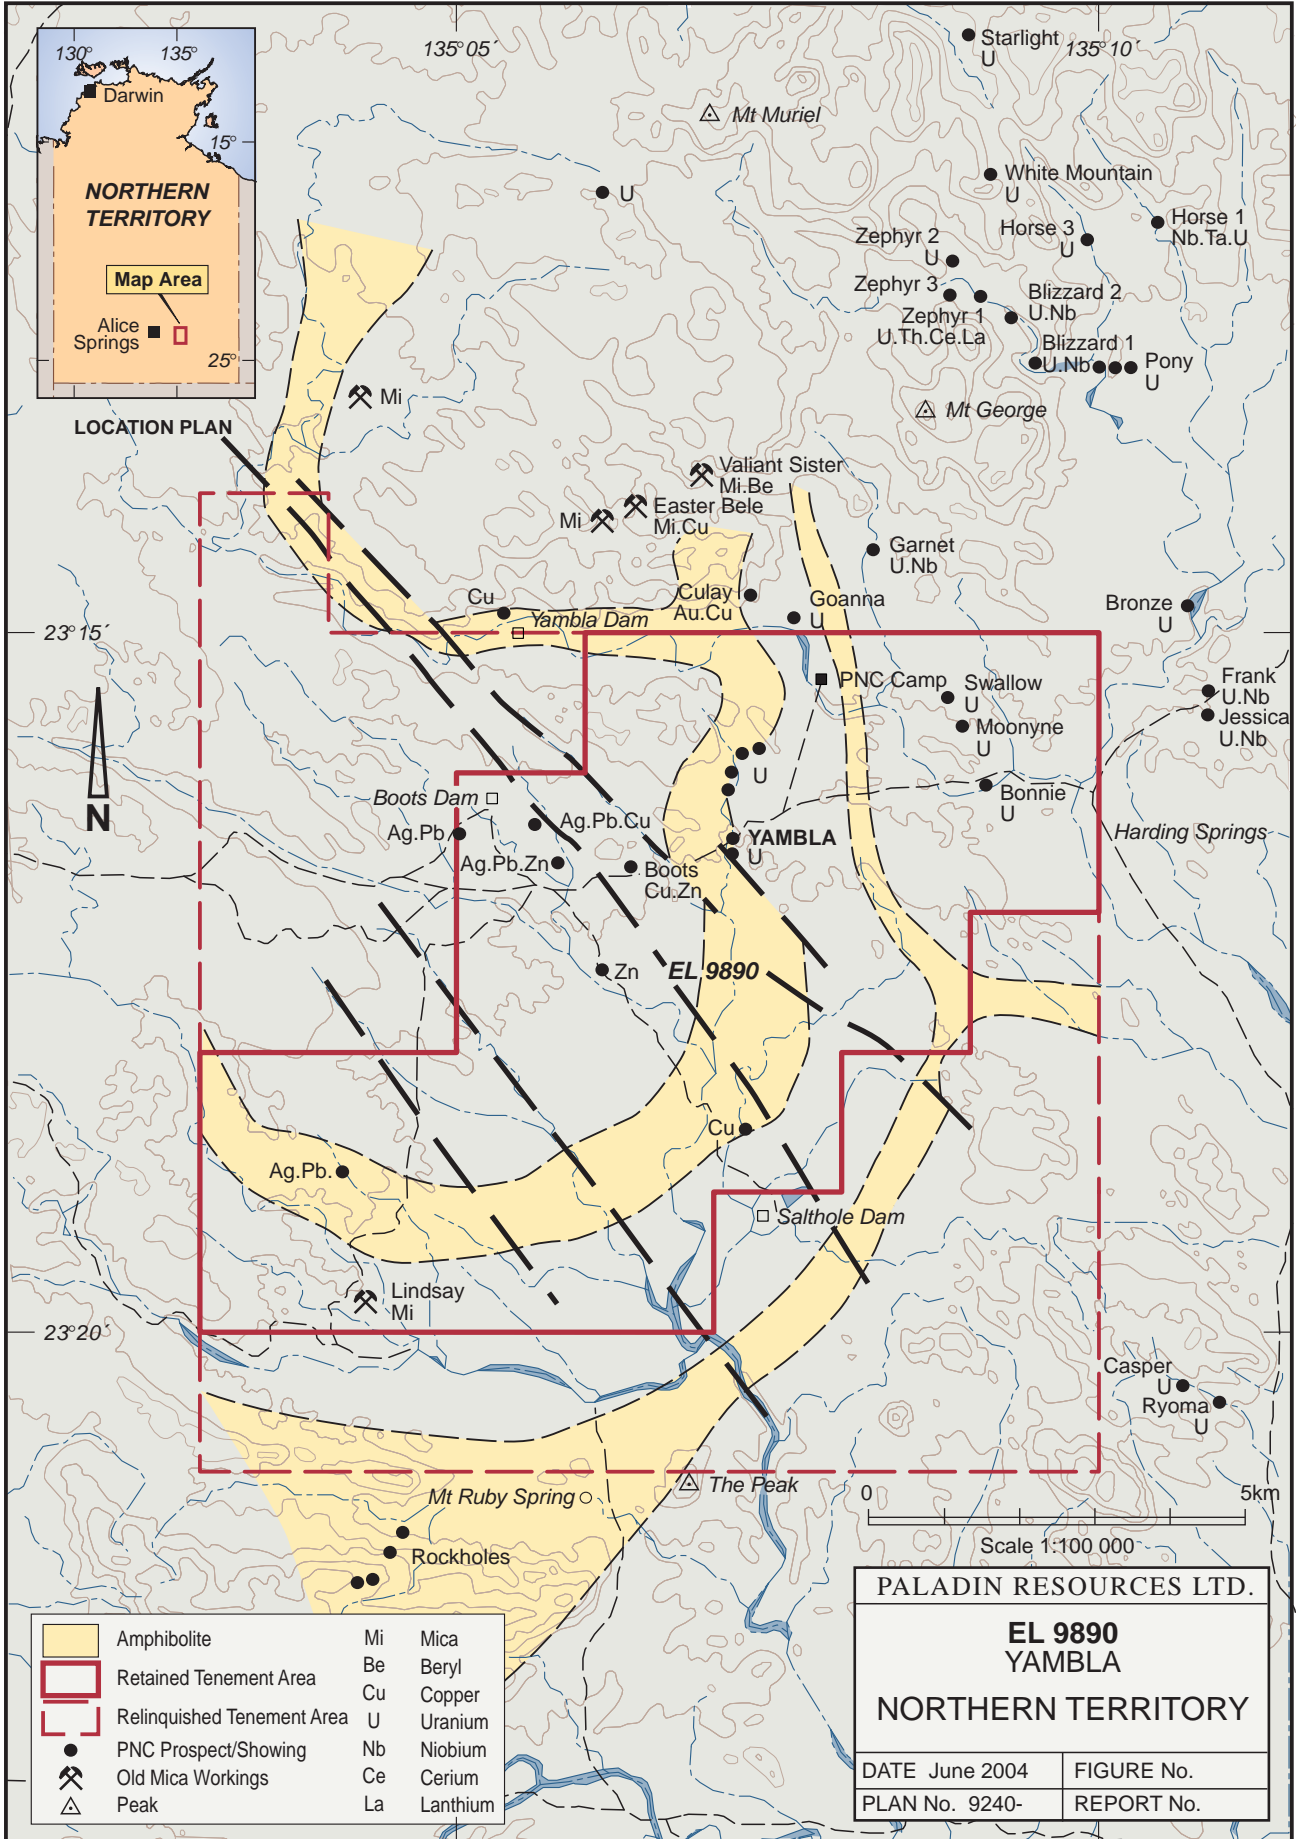 130°
135°
Darwin
15°
NORTHERN
TERRITORY
Map Area
Alice
Springs
25°
LOCATION PLAN
135°05´
135°10´
Starlight
U
Mt Muriel
U
White Mountain
U
Horse 1
Nb.Ta.U
Horse 3
U
Zephyr 2
U
Zephyr 3
Zephyr 1
U.Th.Ce.La
Blizzard 2
U.Nb
Blizzard 1
U.Nb
Pony
U
Mt George
Mi
Valiant Sister
Mi.Be
Easter Bele
Mi.Cu
Mi
Garnet
U.Nb
Cu
Culay
Au.Cu
Goanna
U
Bronze
U
Yambla Dam
23°15´
PNC Camp
Swallow
U
Moonyne
U
Frank
U.Nb
Jessica
U.Nb
U
Bonnie
U
Boots Dam
N
Ag.Pb
Ag.Pb.Cu
YAMBLA
U
Harding Springs
Ag.Pb.Zn
Boots
Cu.Zn
Zn
EL 9890
Cu
Ag.Pb.
Salthole Dam
Lindsay
Mi
23°20´
Casper
U
Ryoma
U
The Peak
Mt Ruby Spring
0
5km
Scale 1:100 000
Rockholes
Amphibolite
Retained Tenement Area
Relinquished Tenement Area
PNC Prospect/Showing
Old Mica Workings
Peak
Mi Mica
Be Beryl
Cu Copper
U Uranium
Nb Niobium
Ce Cerium
La Lanthium
PALADIN RESOURCES LTD.
EL 9890
YAMBLA
NORTHERN TERRITORY
DATE June 2004
FIGURE No.
PLAN No. 9240-
REPORT No.